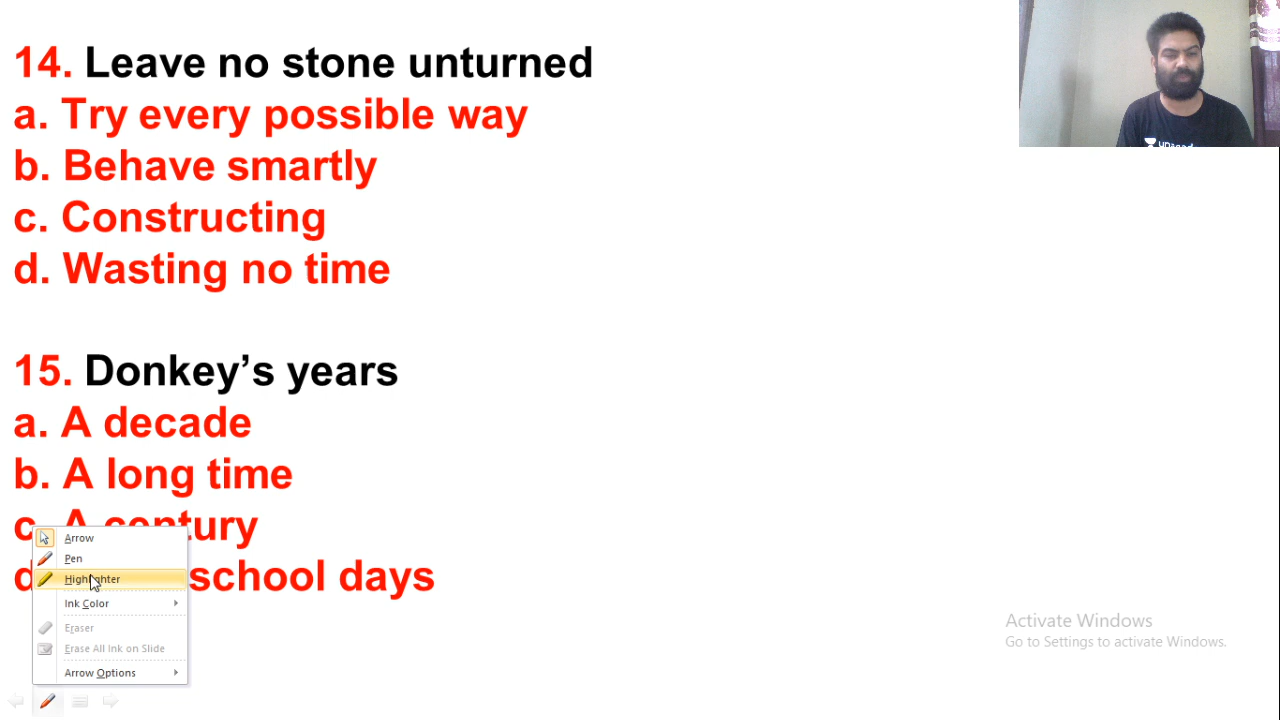 14. Leave no stone unturned
a. Try every possible way
b. Behave smartly
c. Constructing
d. Wasting no time
15. Donkey’s years
a. A decade
b. A long time
c. A century
d. school days
Arrow
Pen
Highlighter
Ink Color
Eraser
Erase All Ink on Slide
Arrow Options
Activate Windows
Go to Settings to activate Windows.